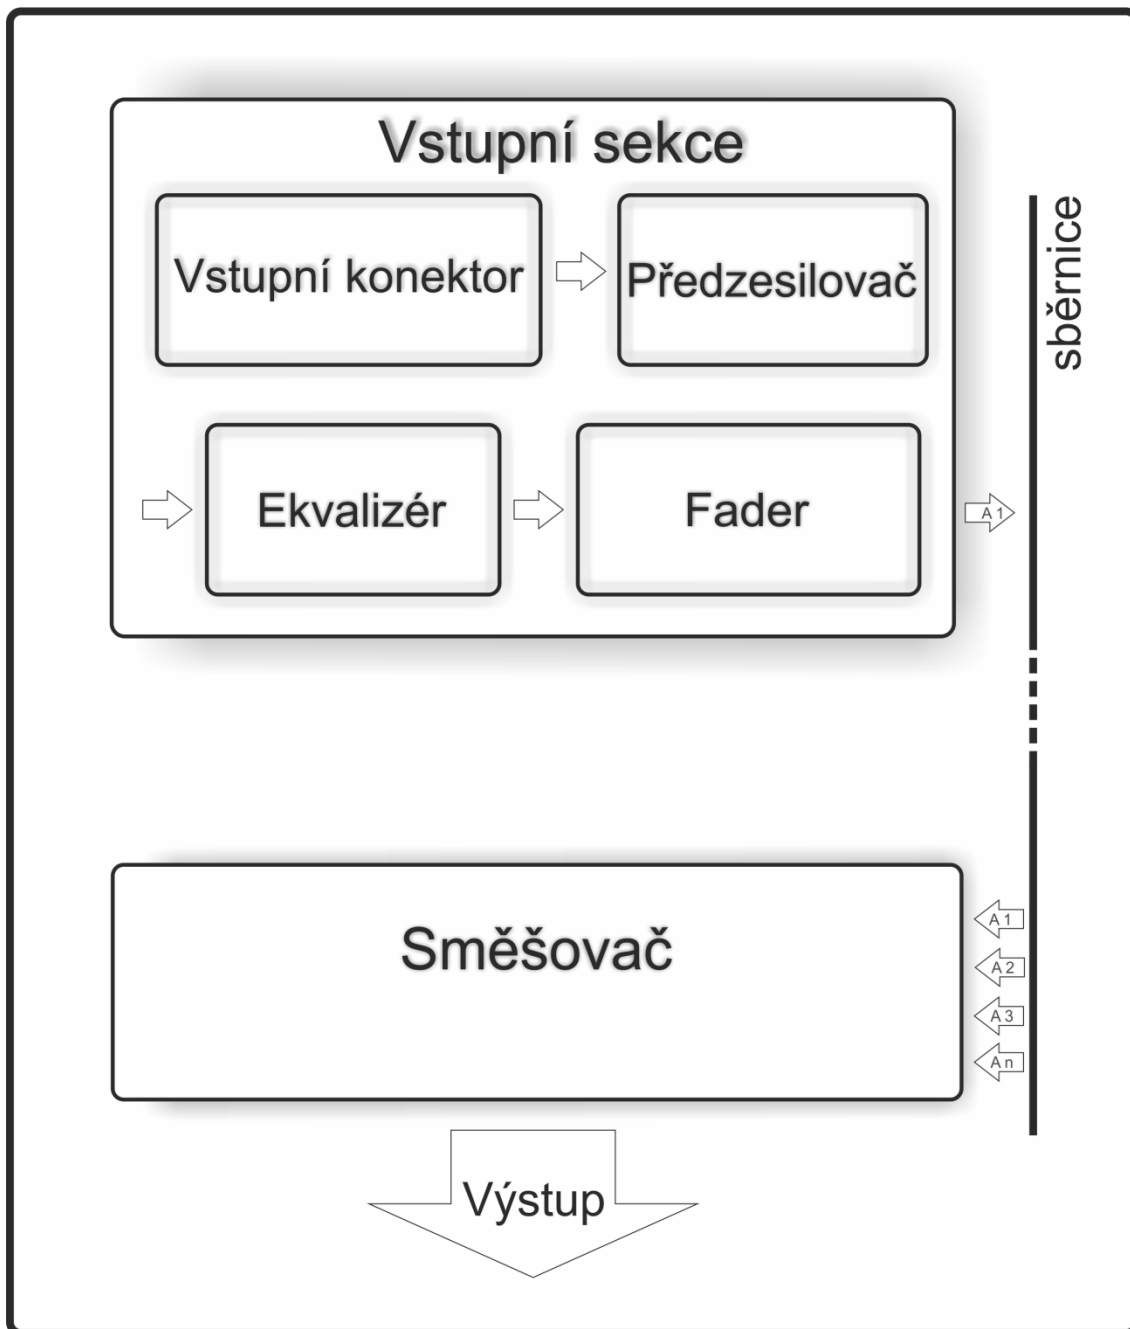 Vstupní sekce
Vstupní konektor
Předzesilovač
sběrnice
Ekvalizér
Fader
A1
Směšovač
A1
A2
A3
An
Výstup